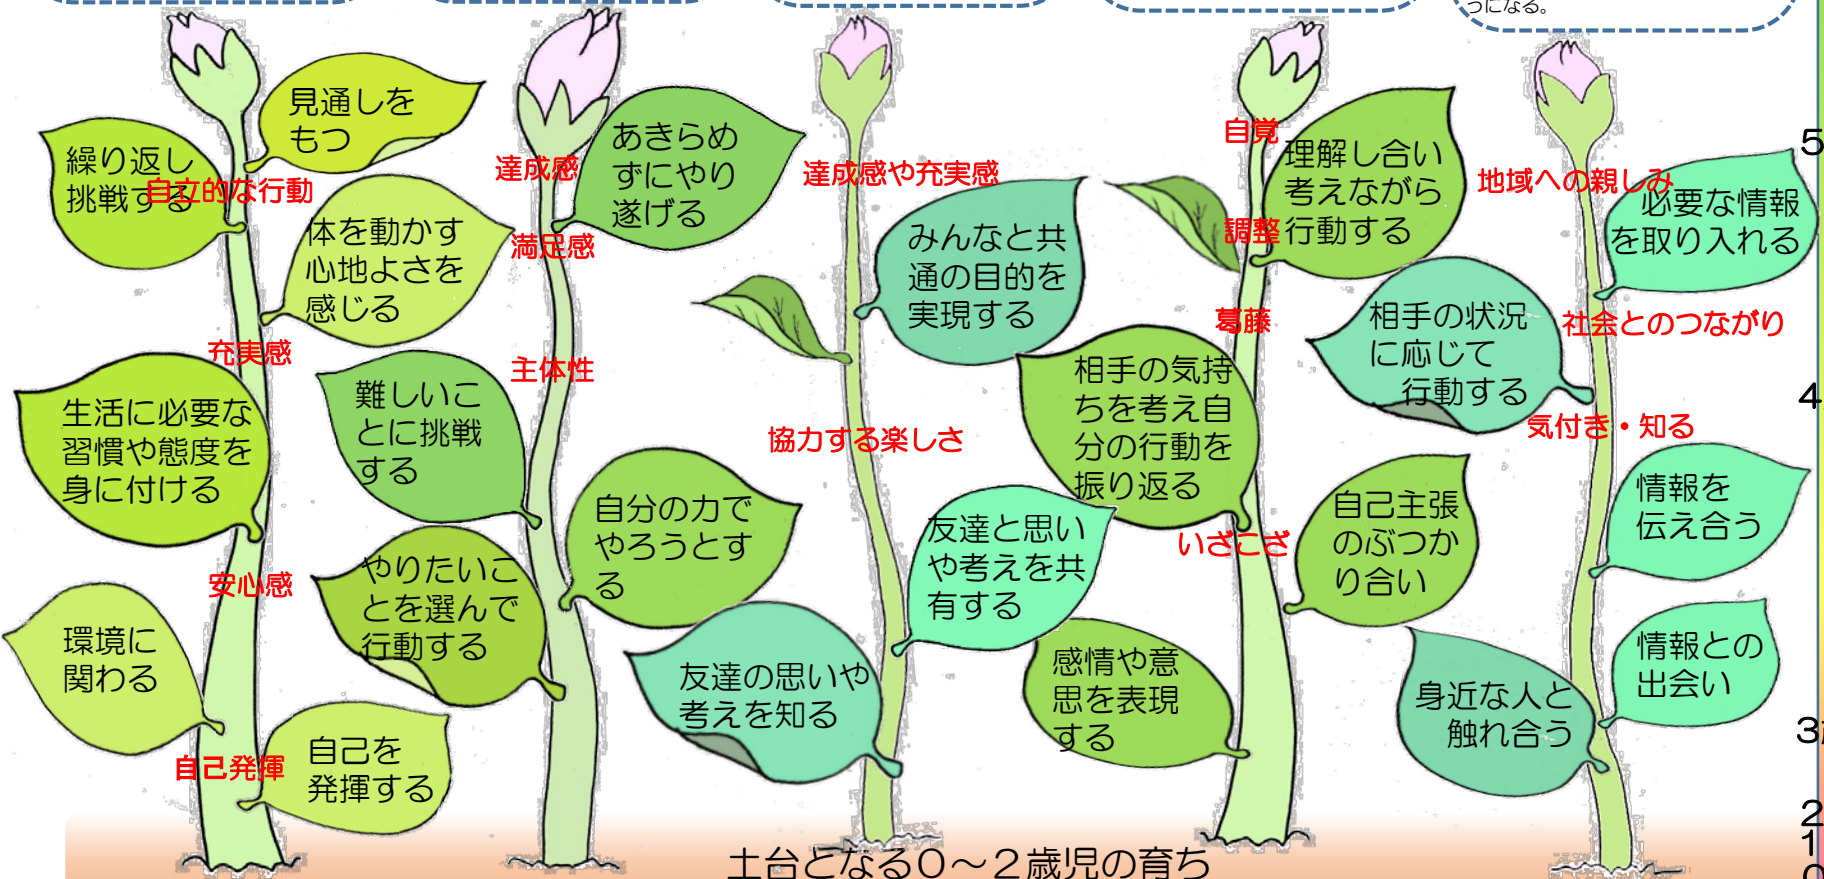 うになる。
見通しを
もつ
繰り返し
挑戦する
自立的な行動
体を動かす
心地よさを
感じる
充実感
生活に必要な
習慣や態度を
身に付ける
安心感
環境に
関わる
自己発揮
自己を
発揮する
達成感
あきらめ
ずにやり
遂げる
満足感
主体性
難しいこ
とに挑戦
する
自分の力で
やろうとす
る
やりたいこ
とを選んで
行動する
達成感や充実感
みんなと共
通の目的を
実現する
協力する楽しさ
友達と思い
や考えを共
有する
友達の思いや
考えを知る
自覚
理解し合い
考えながら
行動する
調整
葛藤
相手の気持
ちを考え自
分の行動を
振り返る
いざこざ
自己主張
のぶつか
り合い
感情や意
思を表現
する
地域への親しみ
必要な情報
を取り入れる
相手の状況
に応じて
行動する
社会とのつながり
気付き・知る
情報を
伝え合う
情報との
出会い
身近な人と
触れ合う
5
4
3
2
1
0
土台となる0～2歳児の育ち